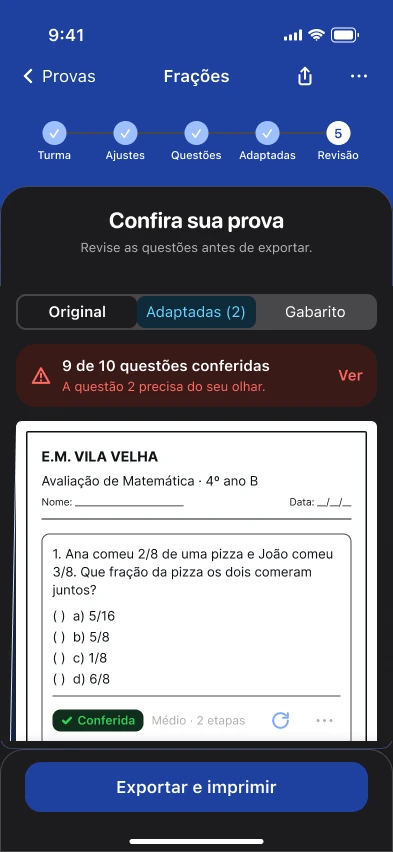 9:41
Provas
Frações
Turma
Ajustes
Questões
Adaptadas
5
Revisão
Confira sua prova
Revise as questões antes de exportar.
Original
Adaptadas (2)
Gabarito
9 de 10 questões conferidas
A questão 2 precisa do seu olhar.
Ver
E.M. VILA VELHA
Avaliação de Matemática · 4º ano B
Nome: ____________________ Data: __/__/__
1. Ana comeu 2/8 de uma pizza e João comeu
3/8. Que fração da pizza os dois comeram
juntos?
( ) a) 5/16
( ) b) 5/8
( ) c) 1/8
( ) d) 6/8
Conferida
Médio · 2 etapas
Exportar e imprimir